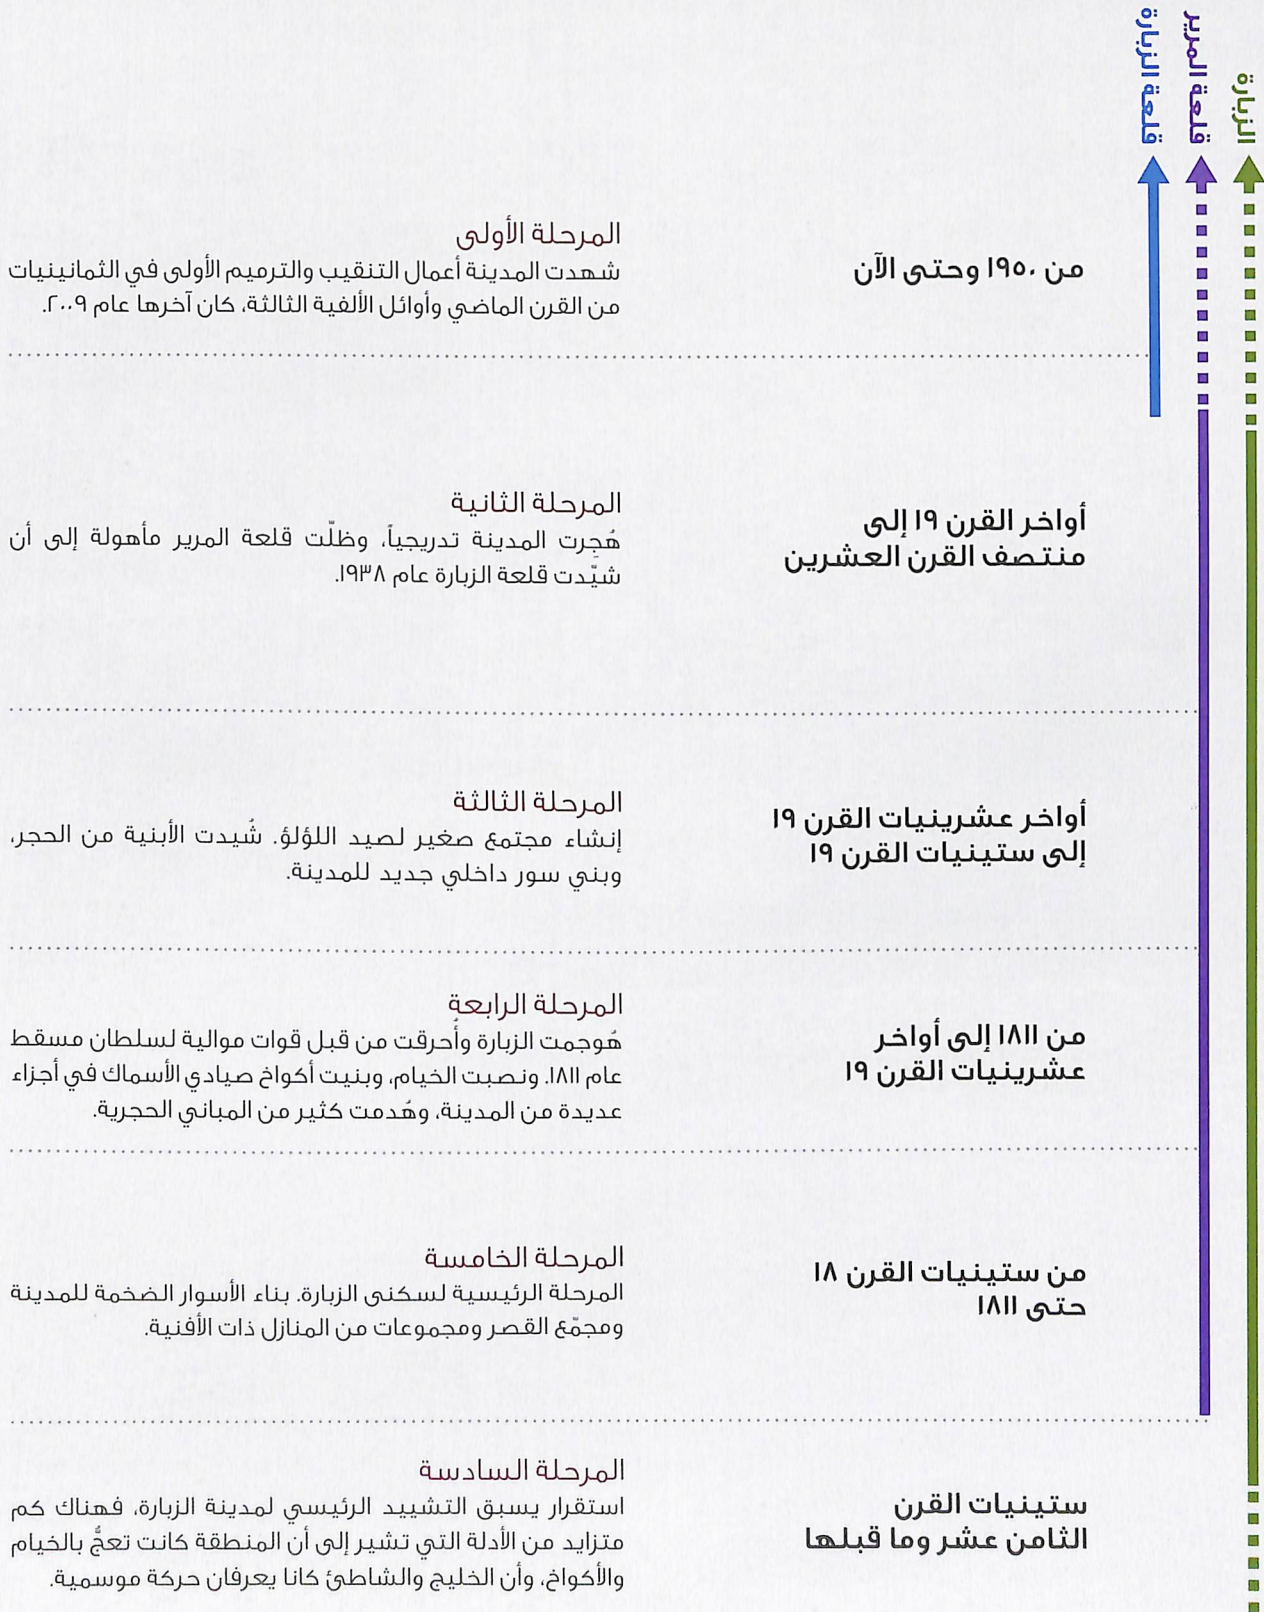 الزبارة
قلعة المرير
قلعة الزبارة
من ١٩٥٠ وحتى الآن
المرحلة الأولى
شهدت المدينة أعمال التنقيب والترميم الأولى في الثمانينيات
من القرن الماضي وأوائل الألفية الثالثة، كان آخرها عام ٢٠٠٩.
أواخر القرن ١٩ إلى
منتصف القرن العشرين
المرحلة الثانية
هُجِرت المدينة تدريجياً، وظلّت قلعة المرير مأهولة إلى أن
شيّدت قلعة الزبارة عام ١٩٣٨.
أواخر عشرينيات القرن ١٩
إلى ستينيات القرن ١٩
المرحلة الثالثة
إنشاء مجتمع صغير لصيد اللؤلؤ. شُيدت الأبنية من الحجر،
وبني سور داخلي جديد للمدينة.
من ١٨١١ إلى أواخر
عشرينيات القرن ١٩
المرحلة الرابعة
هُوجمت الزبارة وأُحرقت من قبل قوات موالية لسلطان مسقط
عام ١٨١١. ونصبت الخيام، وبنيت أكواخ صيادي الأسماك في أجزاء
عديدة من المدينة، وهُدمت كثير من المباني الحجرية.
من ستينيات القرن ١٨
حتى ١٨١١
المرحلة الخامسة
المرحلة الرئيسية لسكنى الزبارة. بناء الأسوار الضخمة للمدينة
ومجمّع القصر ومجموعات من المنازل ذات الأفنية.
ستينيات القرن
الثامن عشر وما قبلها
المرحلة السادسة
استقرار يسبق التشييد الرئيسي لمدينة الزبارة، فهناك كم
متزايد من الأدلة التي تشير إلى أن المنطقة كانت تعجُّ بالخيام
والأكواخ، وأن الخليج والشاطئ كانا يعرفان حركة موسمية.